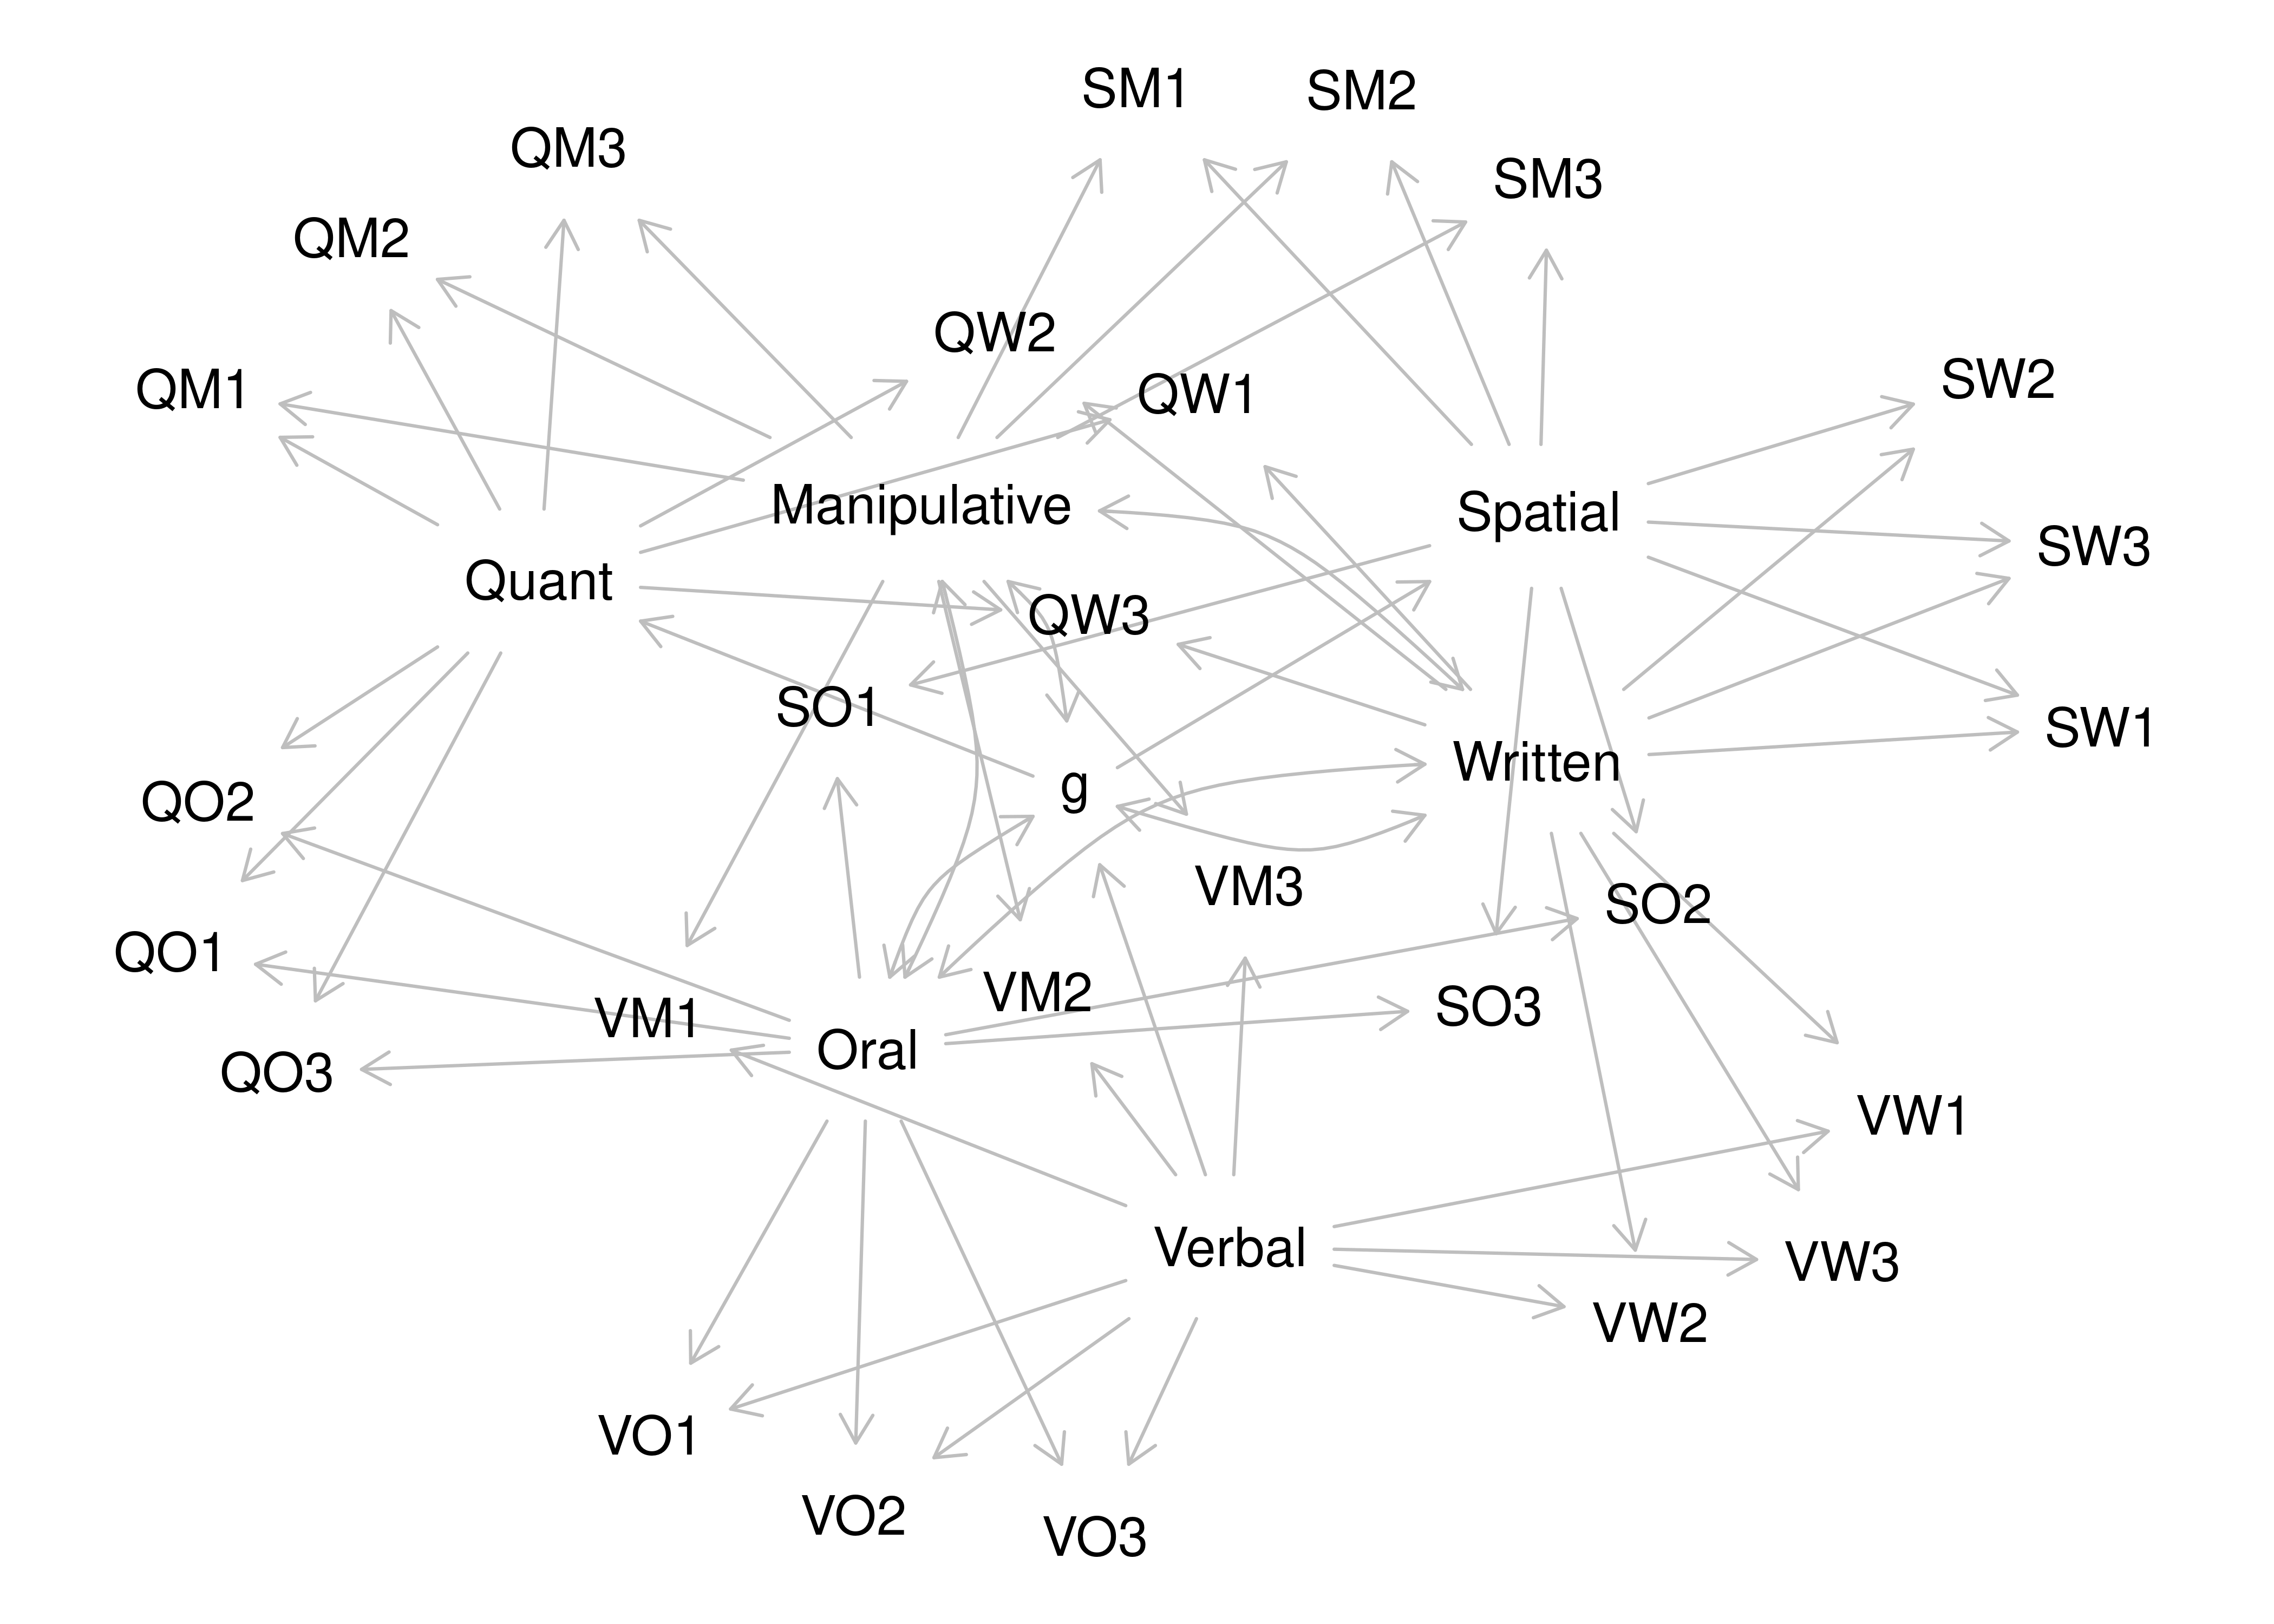 SM1
SM2
QM3
SM3
QM2
QW2
SW2
QM1
QW1
Manipulative
Spatial
SW3
Quant
QW3
SO1
SW1
Written
g
QO2
VM3
SO2
QO1
VM2
SO3
VM1
Oral
QO3
VW1
Verbal
VW3
VW2
VO1
VO2
VO3